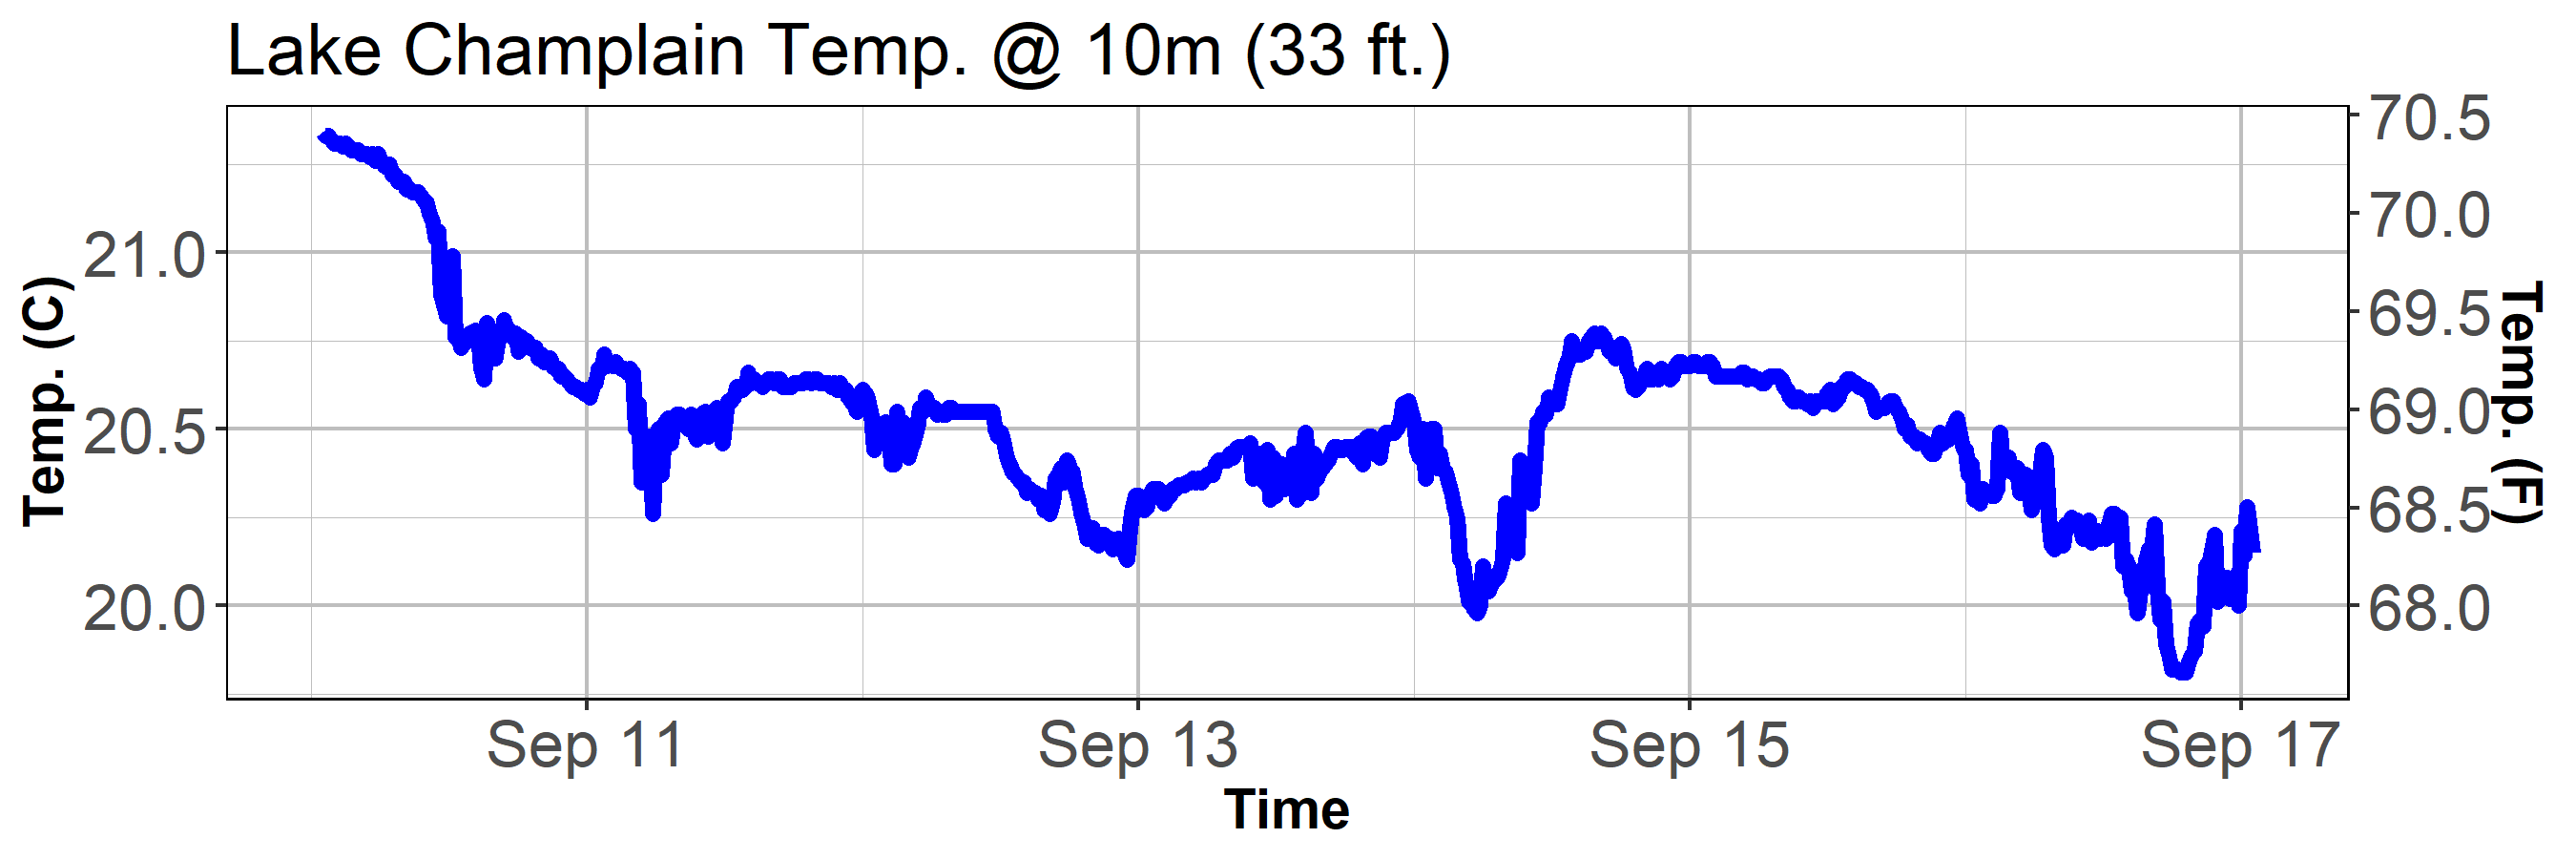 Lake Champlain Temp. @ 10m (33 ft.)
Temp. (C)
21.0
20.5
20.0
70.5
70.0
69.5
69.0
68.5
68.0
Temp. (F)
Sep 11 Sep 13 Sep 15 Sep 17
Time